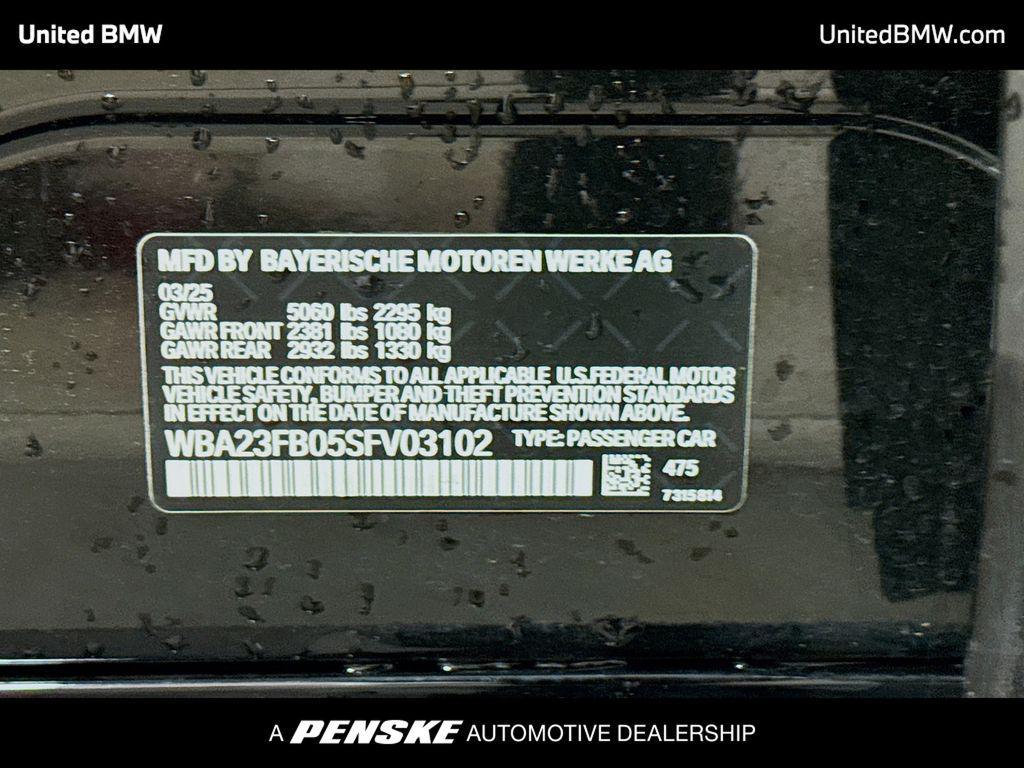 United BMW
UnitedBMW.com
MFD BY BAYERISCHE MOTOREN WERKE AG
03/25
GVWR 5060 lbs 2295 kg
GAWR FRONT 2381 lbs 1080 kg
GAWR REAR 2932 lbs 1330 kg
THIS VEHICLE CONFORMS TO ALL APPLICABLE U.S.FEDERAL MOTOR
VEHICLE SAFETY, BUMPER AND THEFT PREVENTION STANDARDS
IN EFFECT ON THE DATE OF MANUFACTURE SHOWN ABOVE.
WBA23FB05SFV03102 TYPE: PASSENGER CAR
475
7315814
A PENSKE AUTOMOTIVE DEALERSHIP